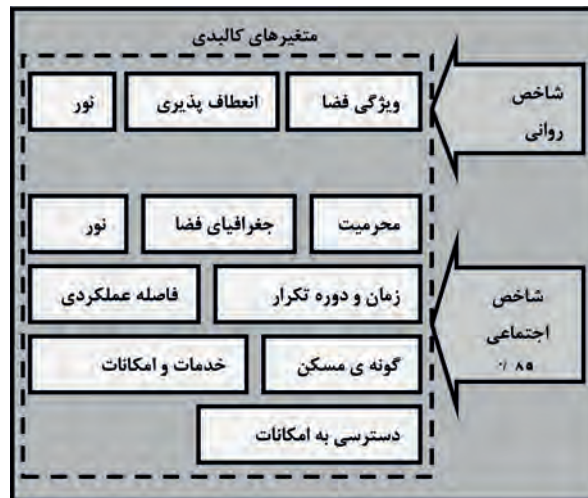 متغیرهای کالبدی
ویژگی فضا
انعطاف پذیری
نور
شاخص
روانی
محرمیت
جغرافیای فضا
نور
زمان و دوره تکرار
فاصله عملکردی
گونه ی مسکن
خدمات و امکانات
دسترسی به امکانات
شاخص
اجتماعی
۸۵ ٪